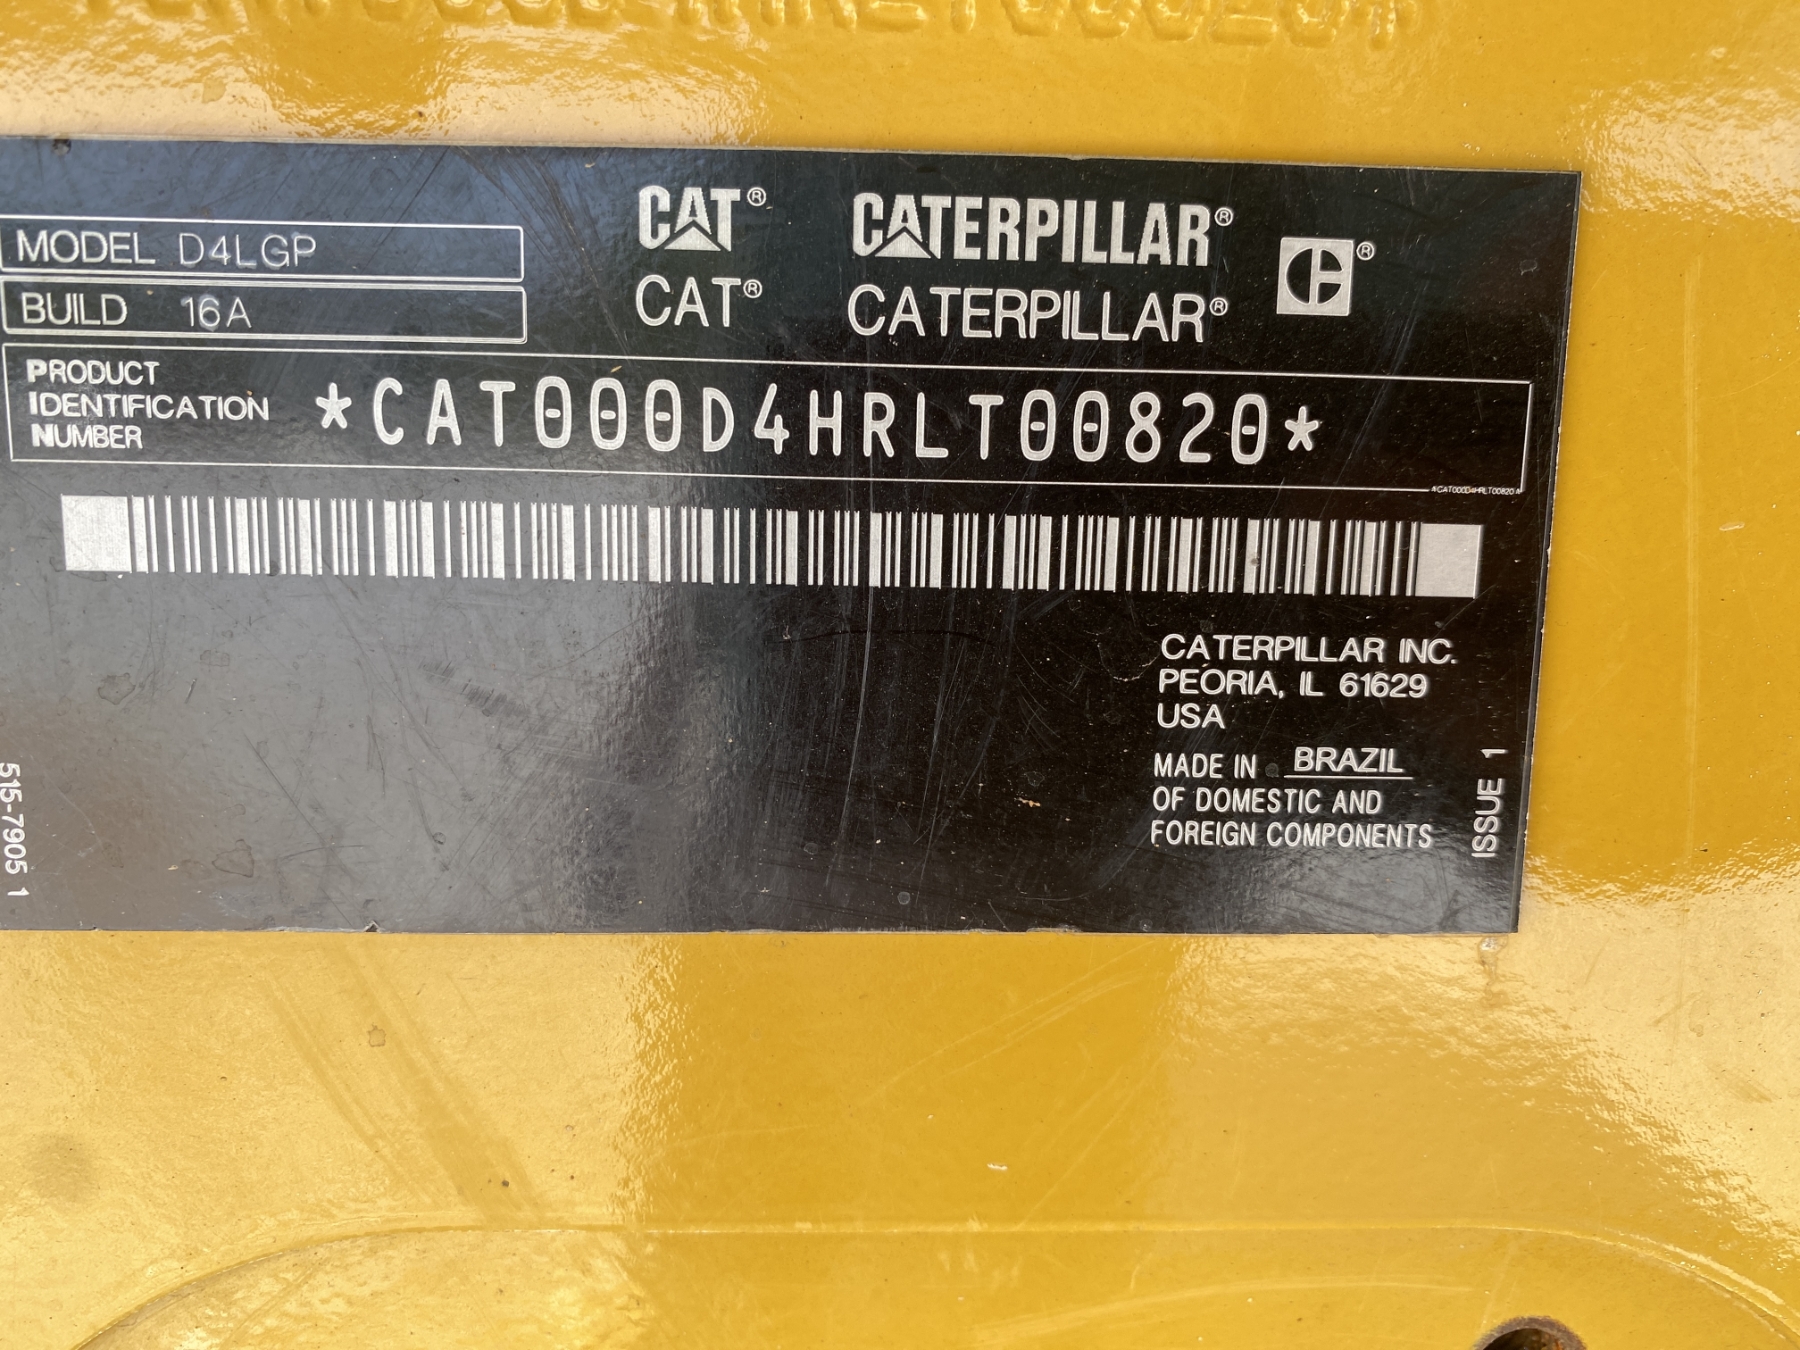 MODEL D4LGP
BUILD 16A
CAT® CATERPILLAR®
CAT® CATERPILLAR®
PRODUCT
IDENTIFICATION
NUMBER
*CAT000D4HRLT00820*
CATERPILLAR INC.
PEORIA, IL 61629
USA
MADE IN BRAZIL
OF DOMESTIC AND
FOREIGN COMPONENTS
ISSUE 1
515-7905 1